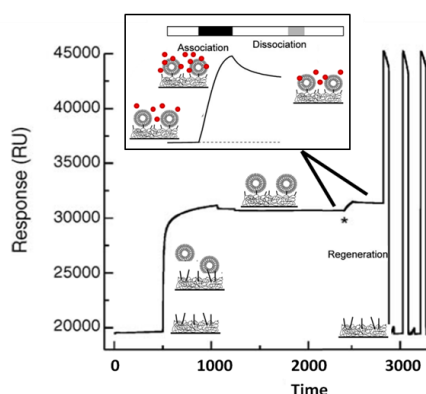 Association
Dissociation
45000
40000
35000
30000
25000
20000
Response (RU)
*
Regeneration
0
1000
2000
3000
Time